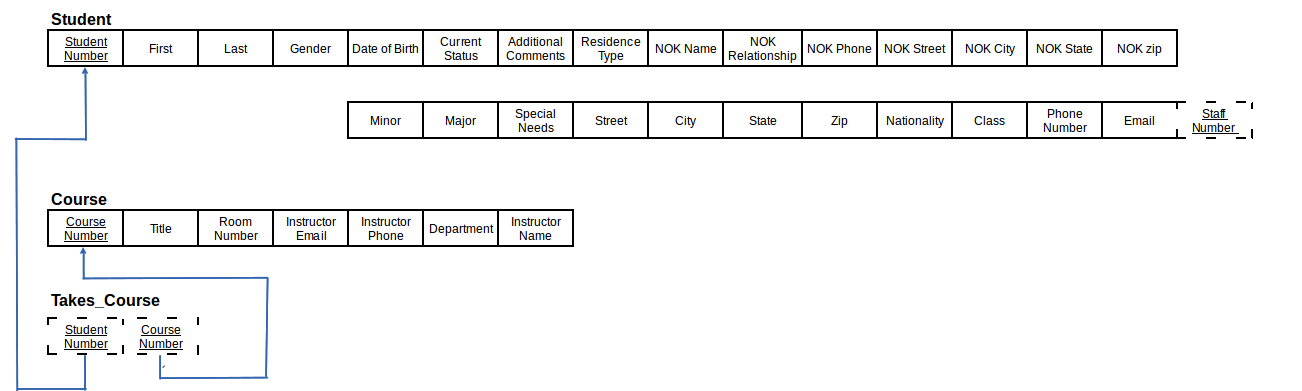 Student
Student Number First Last Gender Date of Birth Current Status Additional Comments Residence Type NOK Name NOK Relationship NOK Phone NOK Street NOK City NOK State NOK zip
Minor Major Special Needs Street City State Zip Nationality Class Phone Number Email Staff Number
Course
Course Number Title Room Number Instructor Email Instructor Phone Department Instructor Name
Takes_Course
Student Number Course Number